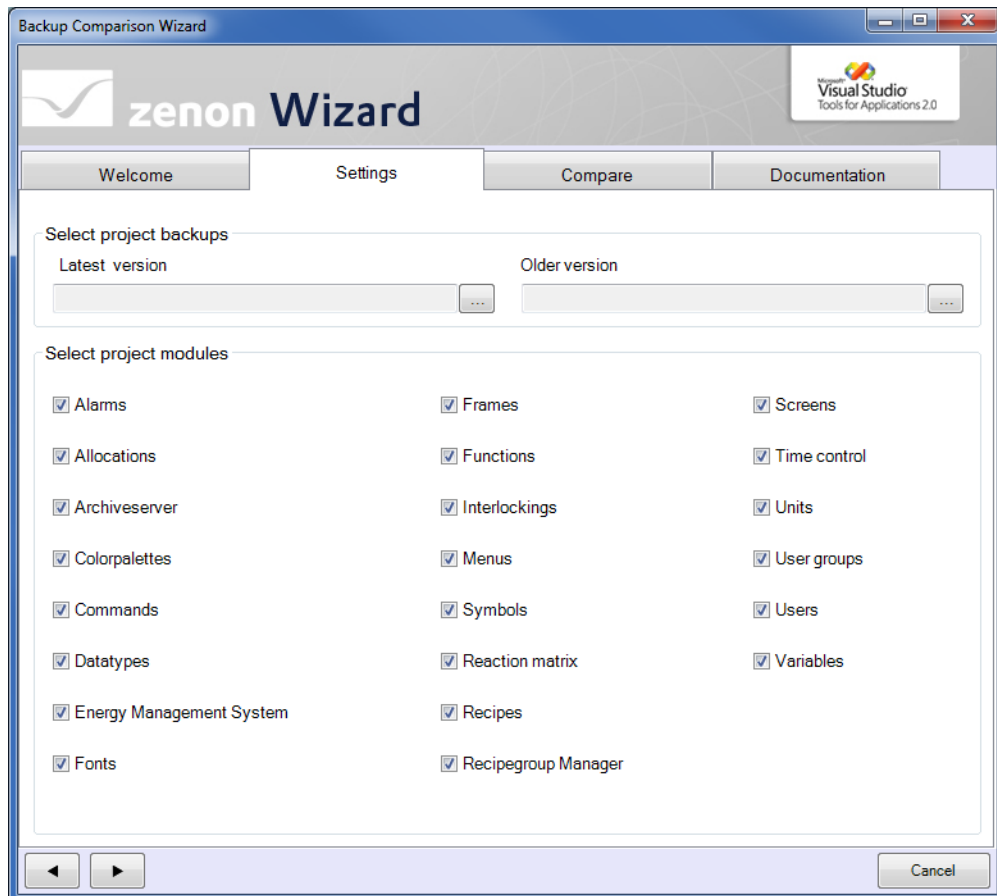 Backup Comparison Wizard
zenon Wizard
Microsoft
Visual Studio
Tools for Applications 2.0
Welcome Settings Compare Documentation
Select project backups
Latest version Older version
... ...
Select project modules
Alarms Frames Screens
Allocations Functions Time control
Archiveserver Interlockings Units
Colorpalettes Menus User groups
Commands Symbols Users
Datatypes Reaction matrix Variables
Energy Management System Recipes
Fonts Recipegroup Manager
Cancel